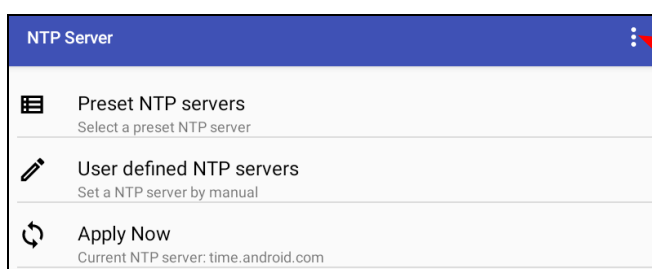 NTP Server
Preset NTP servers
Select a preset NTP server
User defined NTP servers
Set a NTP server by manual
Apply Now
Current NTP server: time.android.com